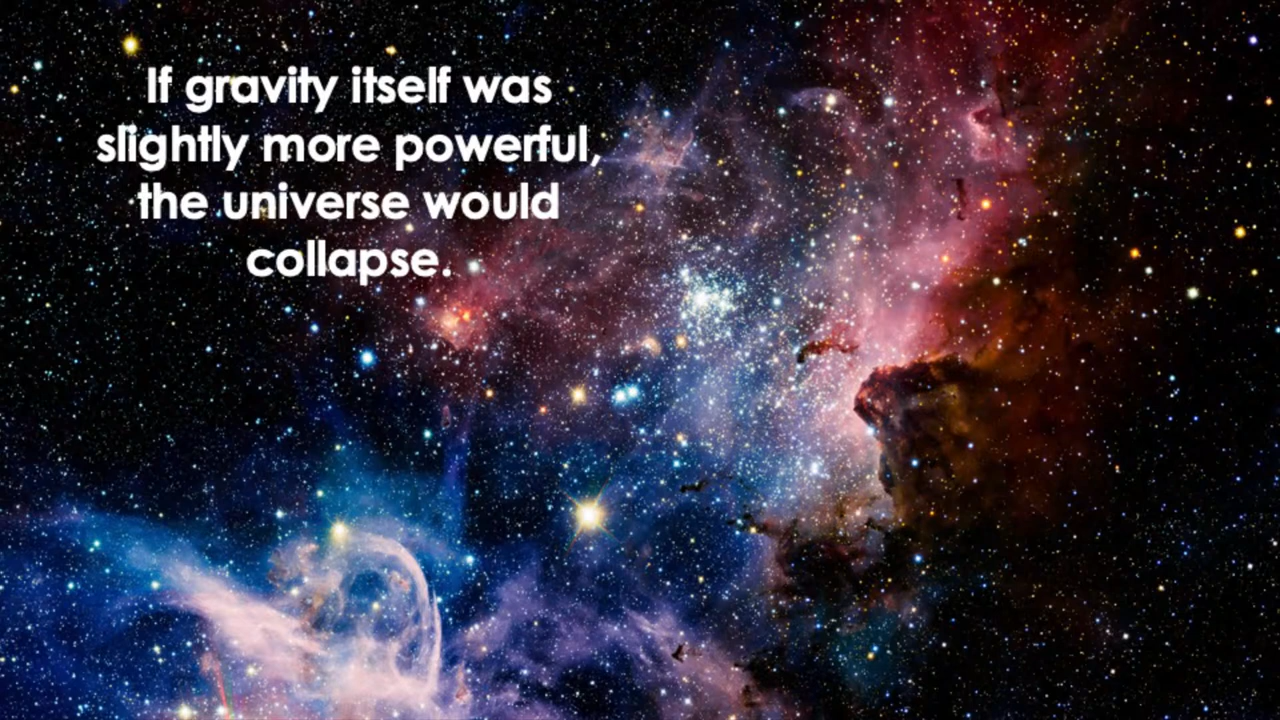 If gravity itself was
slightly more powerful,
the universe would
collapse.